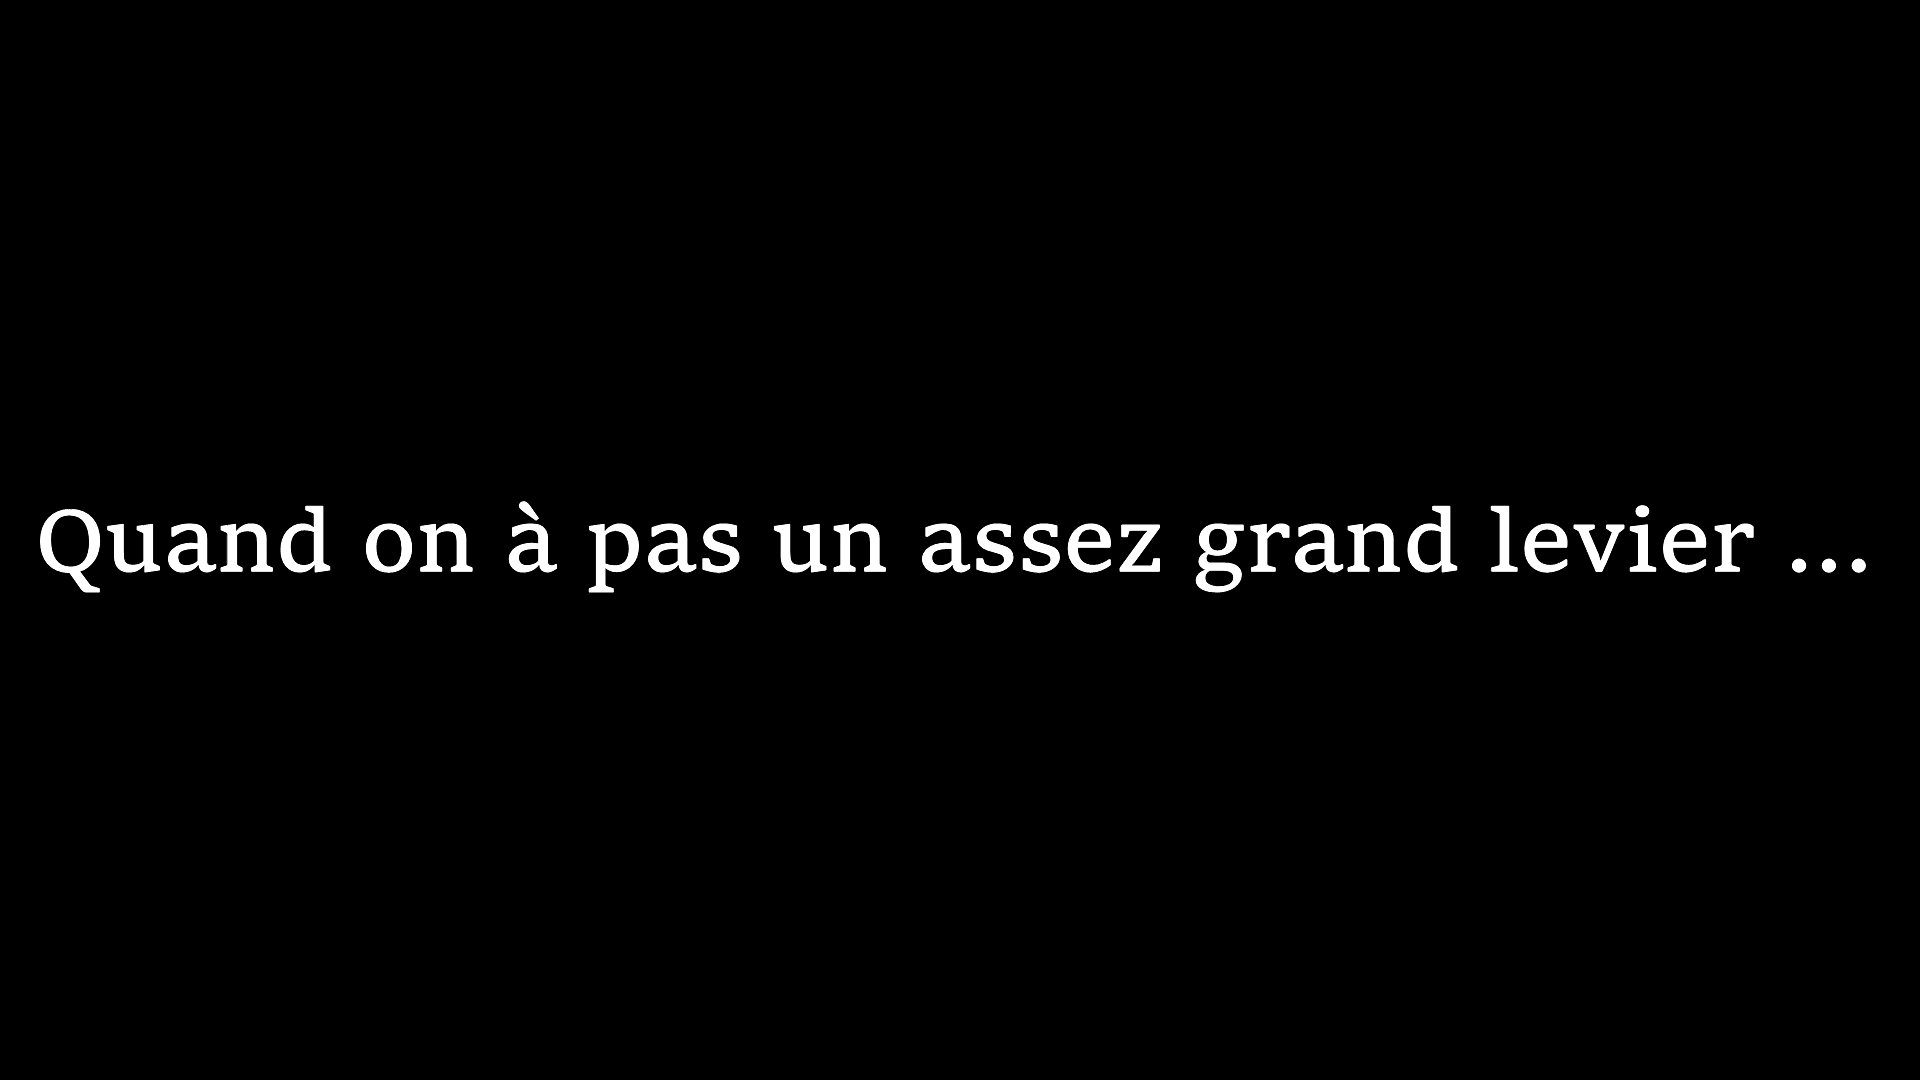 Quand on à pas un assez grand levier ...